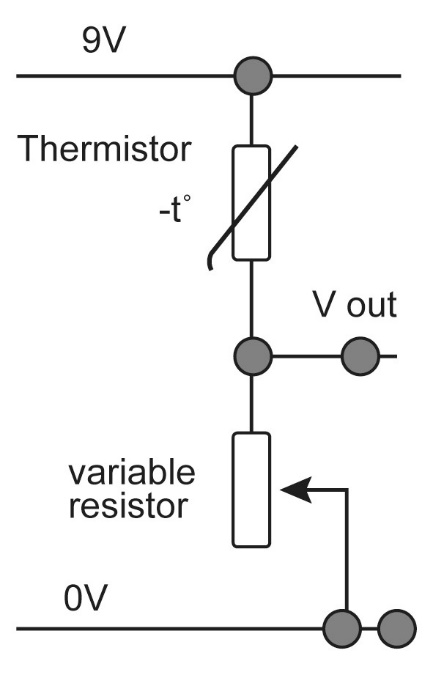 9V
Thermistor
-t°
V out
variable
resistor
0V